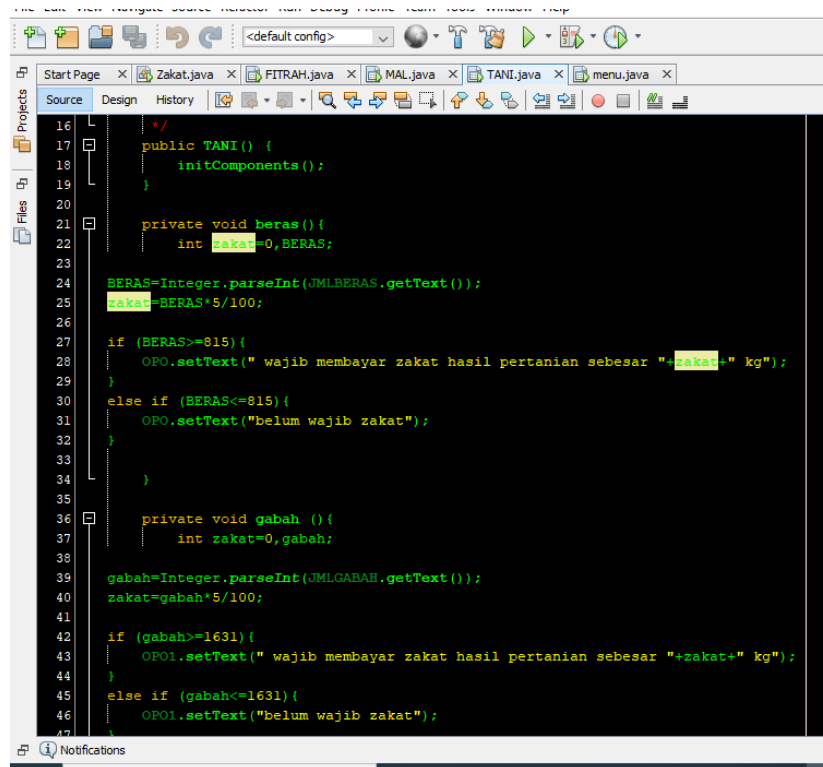 <default config>
Start Page Zakat.java FITRAH.java MAL.java TANI.java menu.java
Source Design History
Projects
Files
16 */
17 public TANI() {
18 initComponents();
19 }
20
21 private void beras(){
22 int zakat=0,BERAS;
23
24 BERAS=Integer.parseInt(JMLBERAS.getText());
25 zakat=BERAS*5/100;
26
27 if (BERAS>=815){
28 OPO.setText(" wajib membayar zakat hasil pertanian sebesar "+zakat+" kg");
29 }
30 else if (BERAS<=815){
31 OPO.setText("belum wajib zakat");
32 }
33
34 }
35
36 private void gabah (){
37 int zakat=0,gabah;
38
39 gabah=Integer.parseInt(JMLGABAH.getText());
40 zakat=gabah*5/100;
41
42 if (gabah>=1631){
43 OPO1.setText(" wajib membayar zakat hasil pertanian sebesar "+zakat+" kg");
44 }
45 else if (gabah<=1631){
46 OPO1.setText("belum wajib zakat");
47 }
Notifications